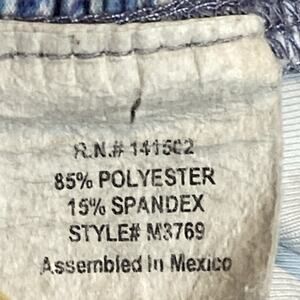 R.N.# 141502
85% POLYESTER
15% SPANDEX
STYLE# M3769
Assembled In Mexico